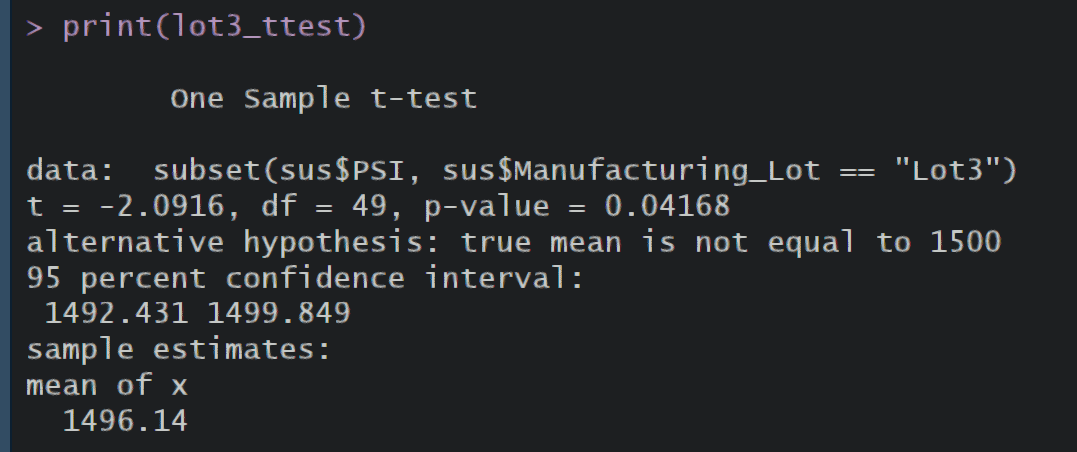 > print(lot3_ttest)
One Sample t-test
data:  subset(sus$PSI, sus$Manufacturing_Lot == "Lot3")
t = -2.0916, df = 49, p-value = 0.04168
alternative hypothesis: true mean is not equal to 1500
95 percent confidence interval:
1492.431 1499.849
sample estimates:
mean of x
1496.14